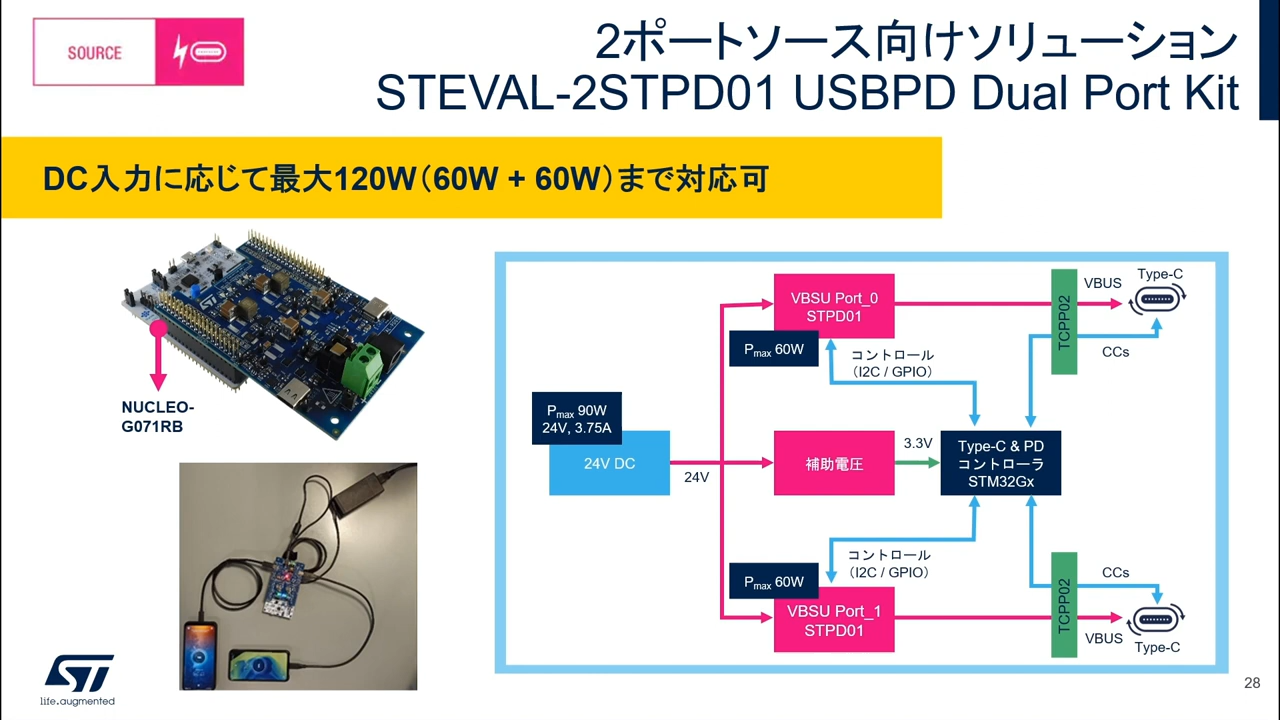 SOURCE
2ポートソース向けソリューション
STEVAL-2STPD01 USBPD Dual Port Kit
DC入力に応じて最大120W（60W + 60W）まで対応可
NUCLEO-
G071RB
VBSU Port_0
STPD01
Pmax 60W
コントロール
（I2C / GPIO）
TCPP02
VBUS
Type-C
CCs
Pmax 90W
24V, 3.75A
24V DC
24V
補助電圧
3.3V
Type-C & PD
コントローラ
STM32Gx
コントロール
（I2C / GPIO）
Pmax 60W
VBSU Port_1
STPD01
TCPP02
CCs
VBUS
Type-C
ST
life.augmented
28